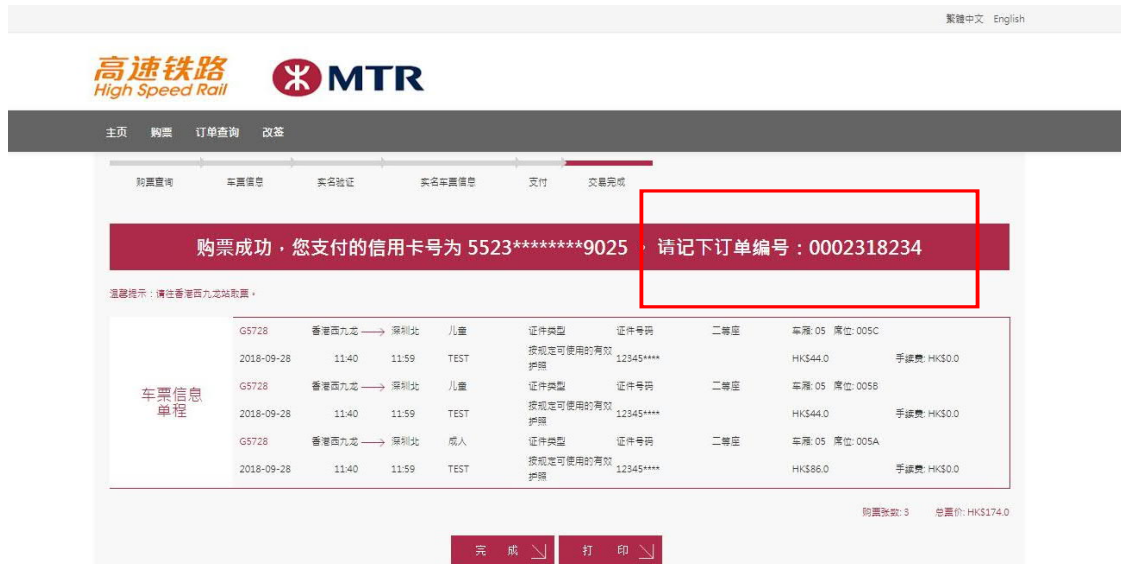 繁體中文 English
高速铁路
High Speed Rail
MTR
主页 购票 订单查询 改签
购票查询 车票信息 实名验证 实名车票信息 支付 交易完成
购票成功，您支付的信用卡号为 5523********9025 ，请记下订单编号：0002318234
温馨提示：请往香港西九龙站取票。
车票信息
单程
G5728 香港西九龙 → 深圳北 儿童 证件类型 证件号码 二等座 车厢: 05 席位: 005C
2018-09-28 11:40 11:59 TEST 按规定可使用的有效护照 12345**** HK$44.0 手续费: HK$0.0
G5728 香港西九龙 → 深圳北 儿童 证件类型 证件号码 二等座 车厢: 05 席位: 005B
2018-09-28 11:40 11:59 TEST 按规定可使用的有效护照 12345**** HK$44.0 手续费: HK$0.0
G5728 香港西九龙 → 深圳北 成人 证件类型 证件号码 二等座 车厢: 05 席位: 005A
2018-09-28 11:40 11:59 TEST 按规定可使用的有效护照 12345**** HK$86.0 手续费: HK$0.0
购票张数: 3 总票价: HK$174.0
完 成 打 印